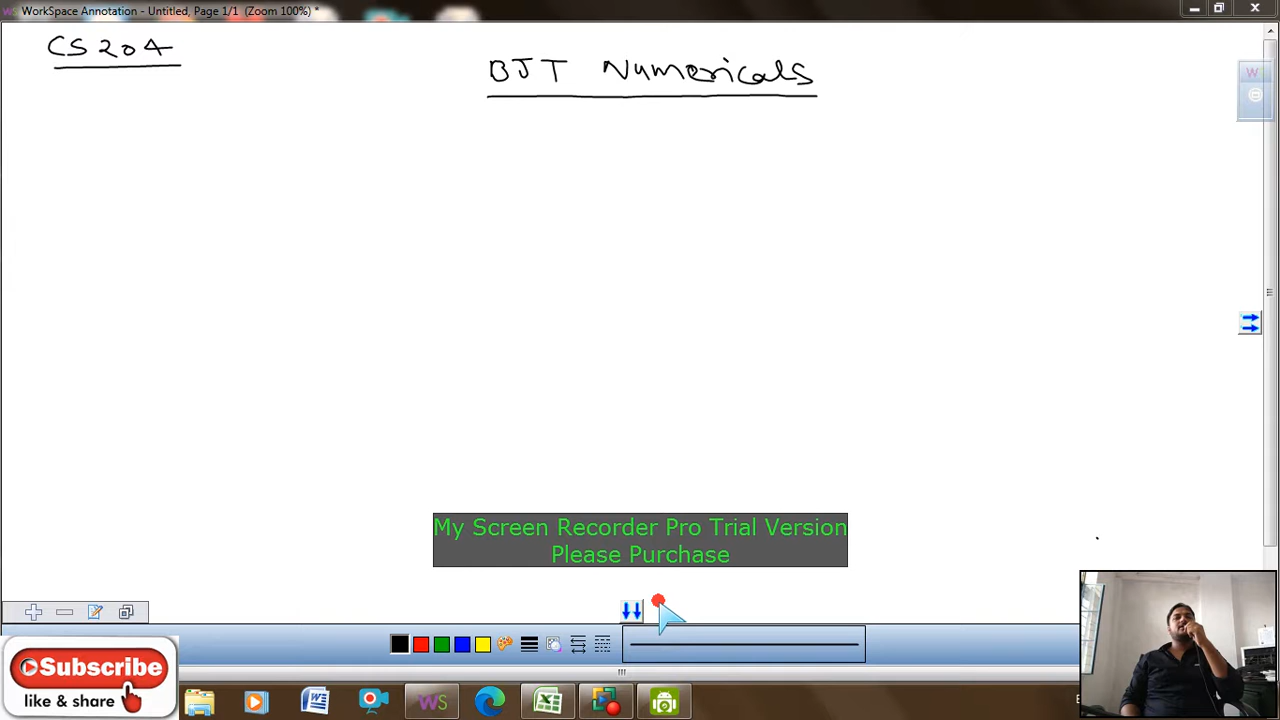 WorkSpace Annotation - Untitled, Page 1/1 (Zoom 100%) *
CS 204
BJT Numericals
My Screen Recorder Pro Trial Version
Please Purchase
Subscribe
like & share